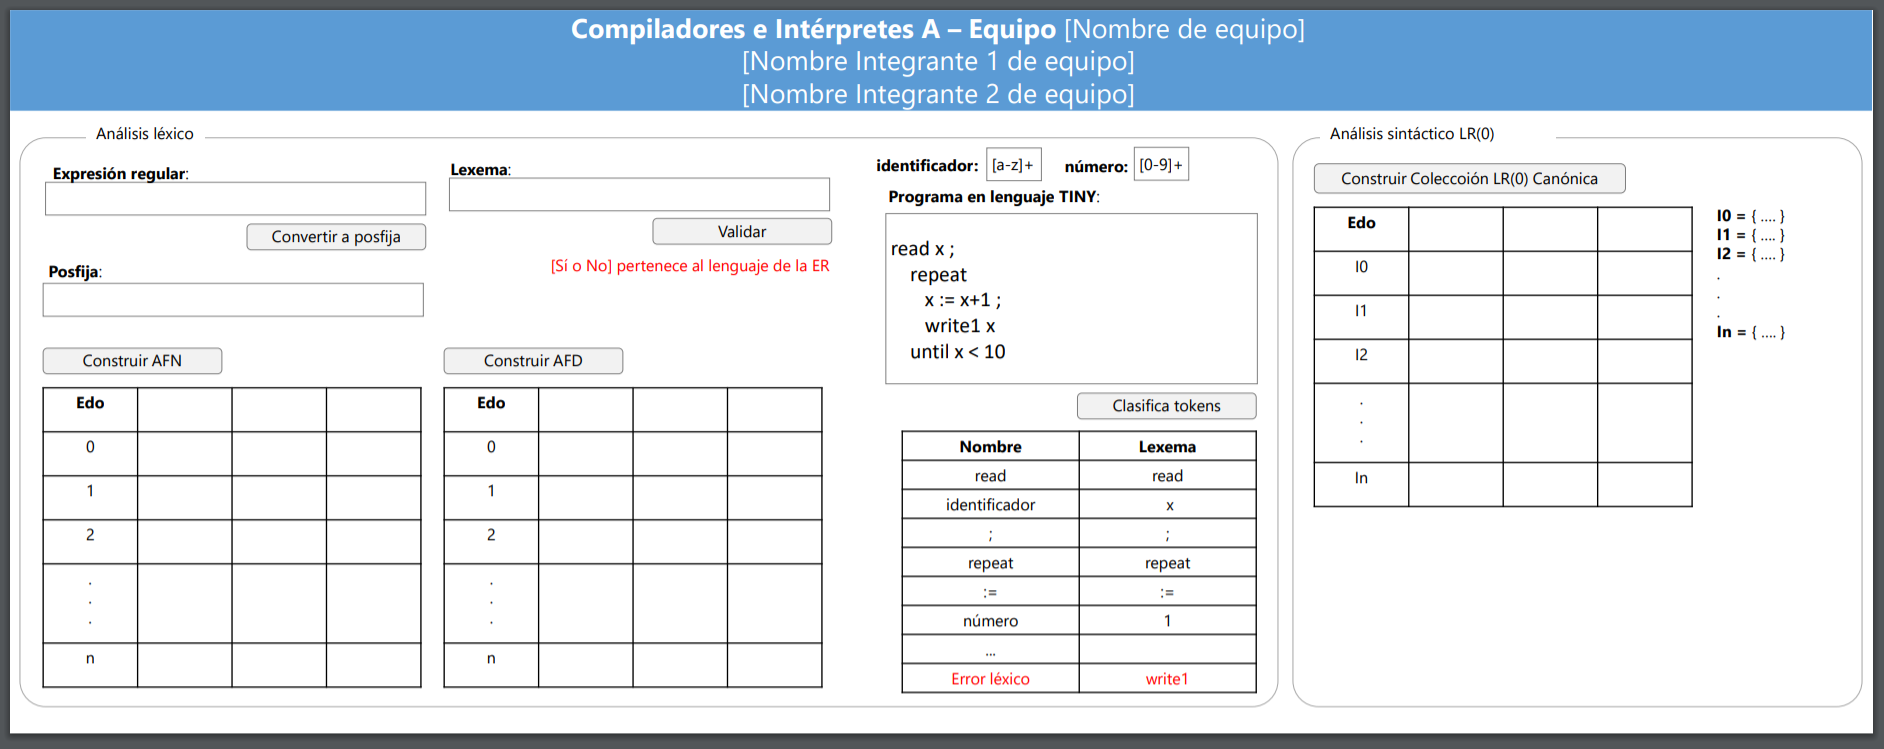 Compiladores e Intérpretes A – Equipo [Nombre de equipo]
[Nombre Integrante 1 de equipo]
[Nombre Integrante 2 de equipo]
Análisis léxico
Expresión regular:
Convertir a posfija
Posfija:
Lexema:
Validar
[Sí o No] pertenece al lenguaje de la ER
Construir AFN
Edo
0
1
2
.
.
.
n
Construir AFD
Edo
0
1
2
.
.
.
n
identificador: [a-z]+ número: [0-9]+
Programa en lenguaje TINY:
read x ;
repeat
x := x+1 ;
write1 x
until x < 10
Clasifica tokens
Nombre Lexema
read read
identificador x
; ;
repeat repeat
:= :=
número 1
...
Error léxico write1
Análisis sintáctico LR(0)
Construir Coleccoión LR(0) Canónica
Edo
I0
I1
I2
.
.
.
In
I0 = { .... }
I1 = { .... }
I2 = { .... }
.
.
.
In = { .... }